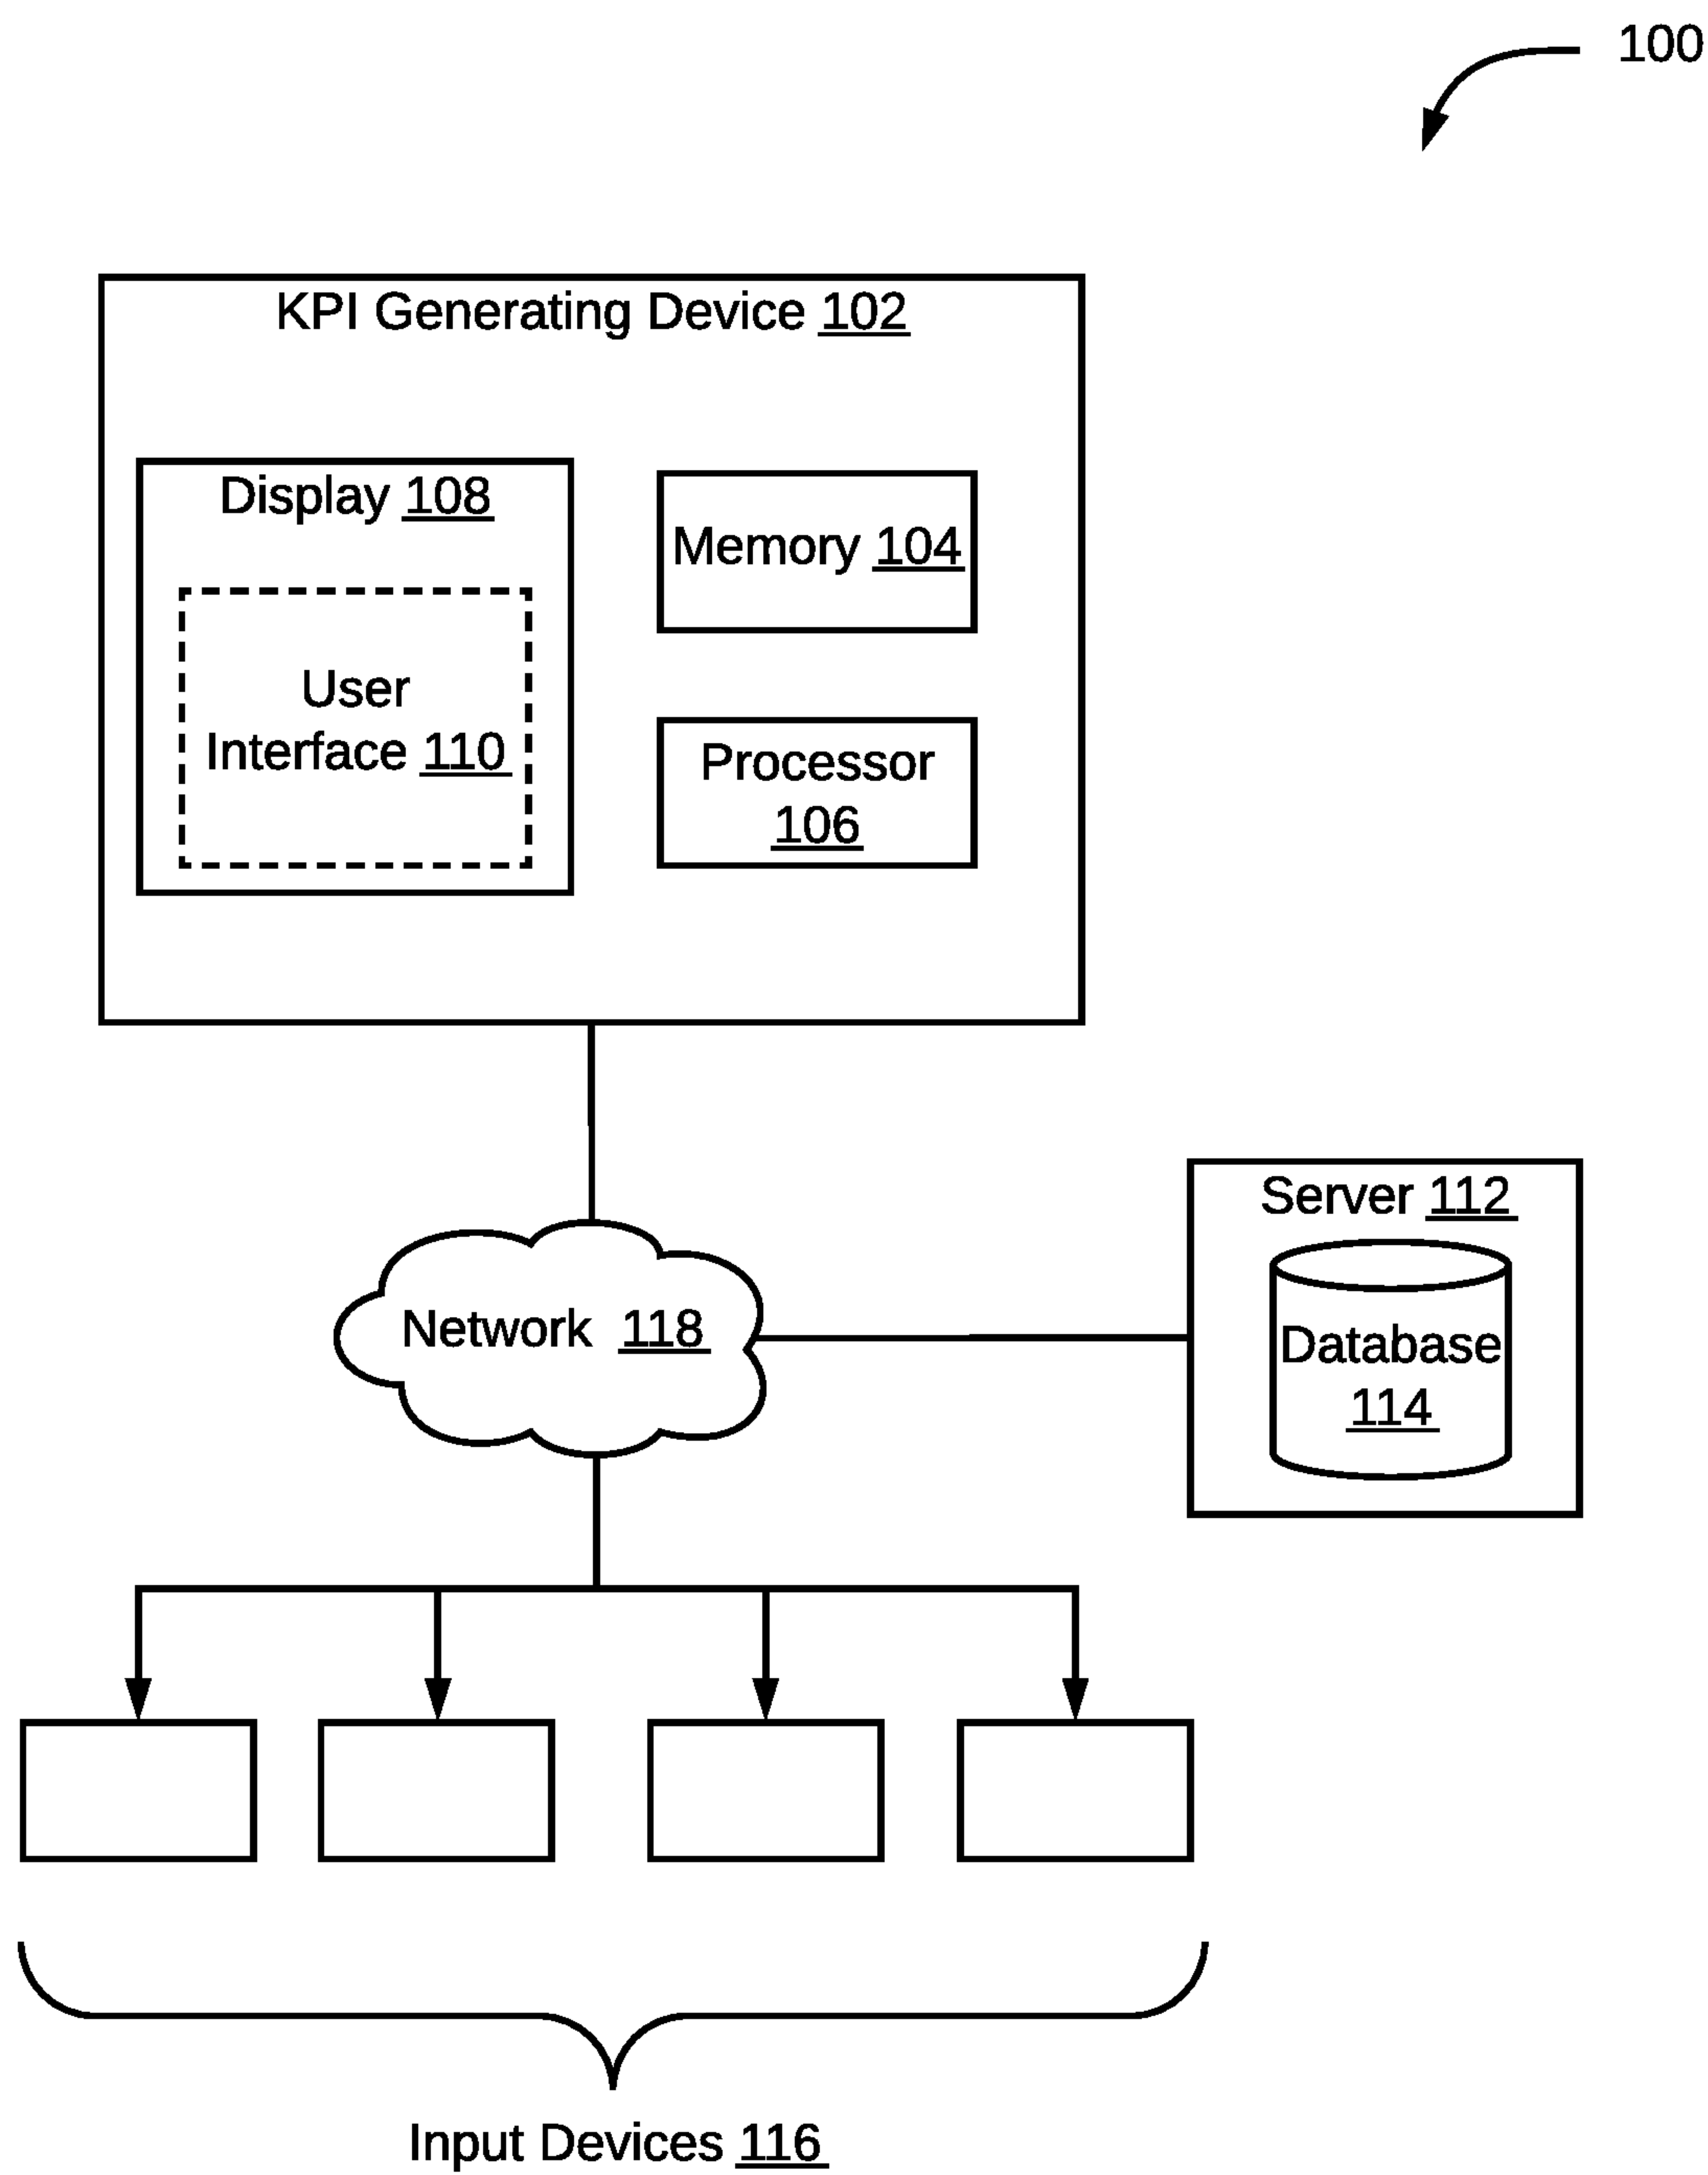 100
KPI Generating Device 102
Display 108
Memory 104
User
Interface 110
Processor
106
Server 112
Network 118
Database
114
Input Devices 116